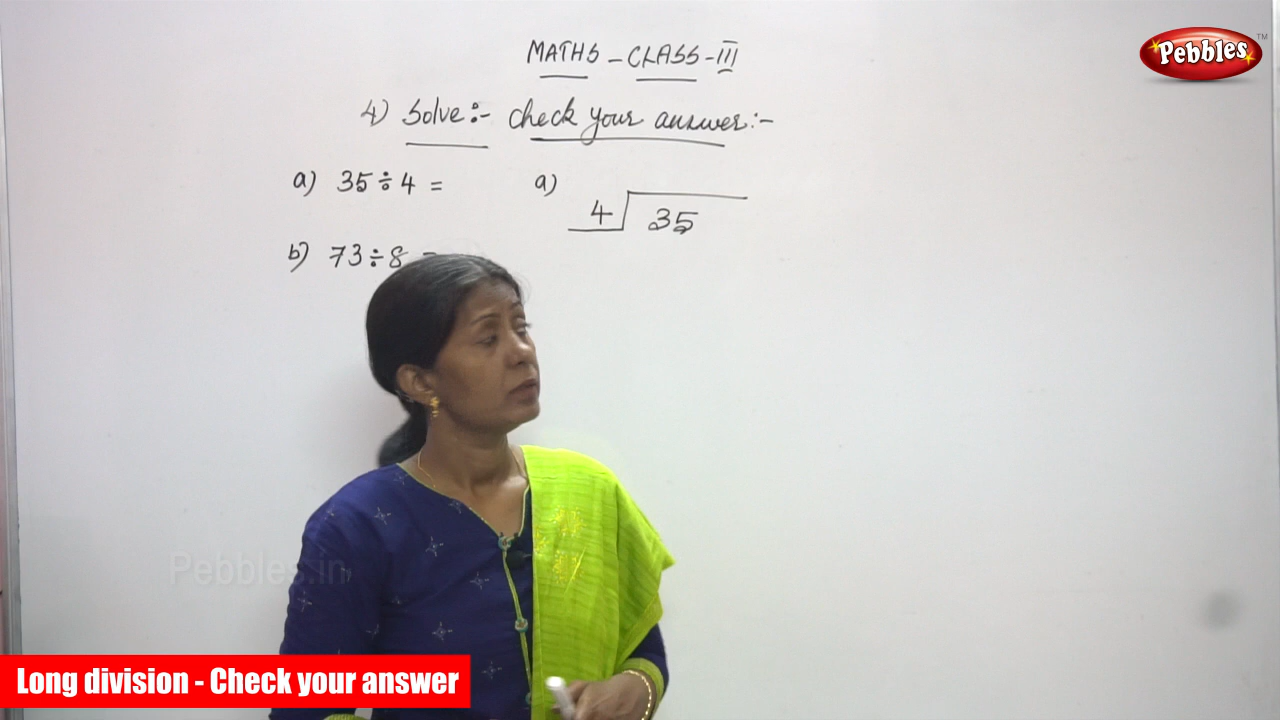 MATHS - CLASS - III
Pebbles TM
4) Solve:- check your answer:-
a) 35 ÷ 4 =
a) 4 35
b) 73 ÷ 8 =
Pebbles.in
Long division - Check your answer